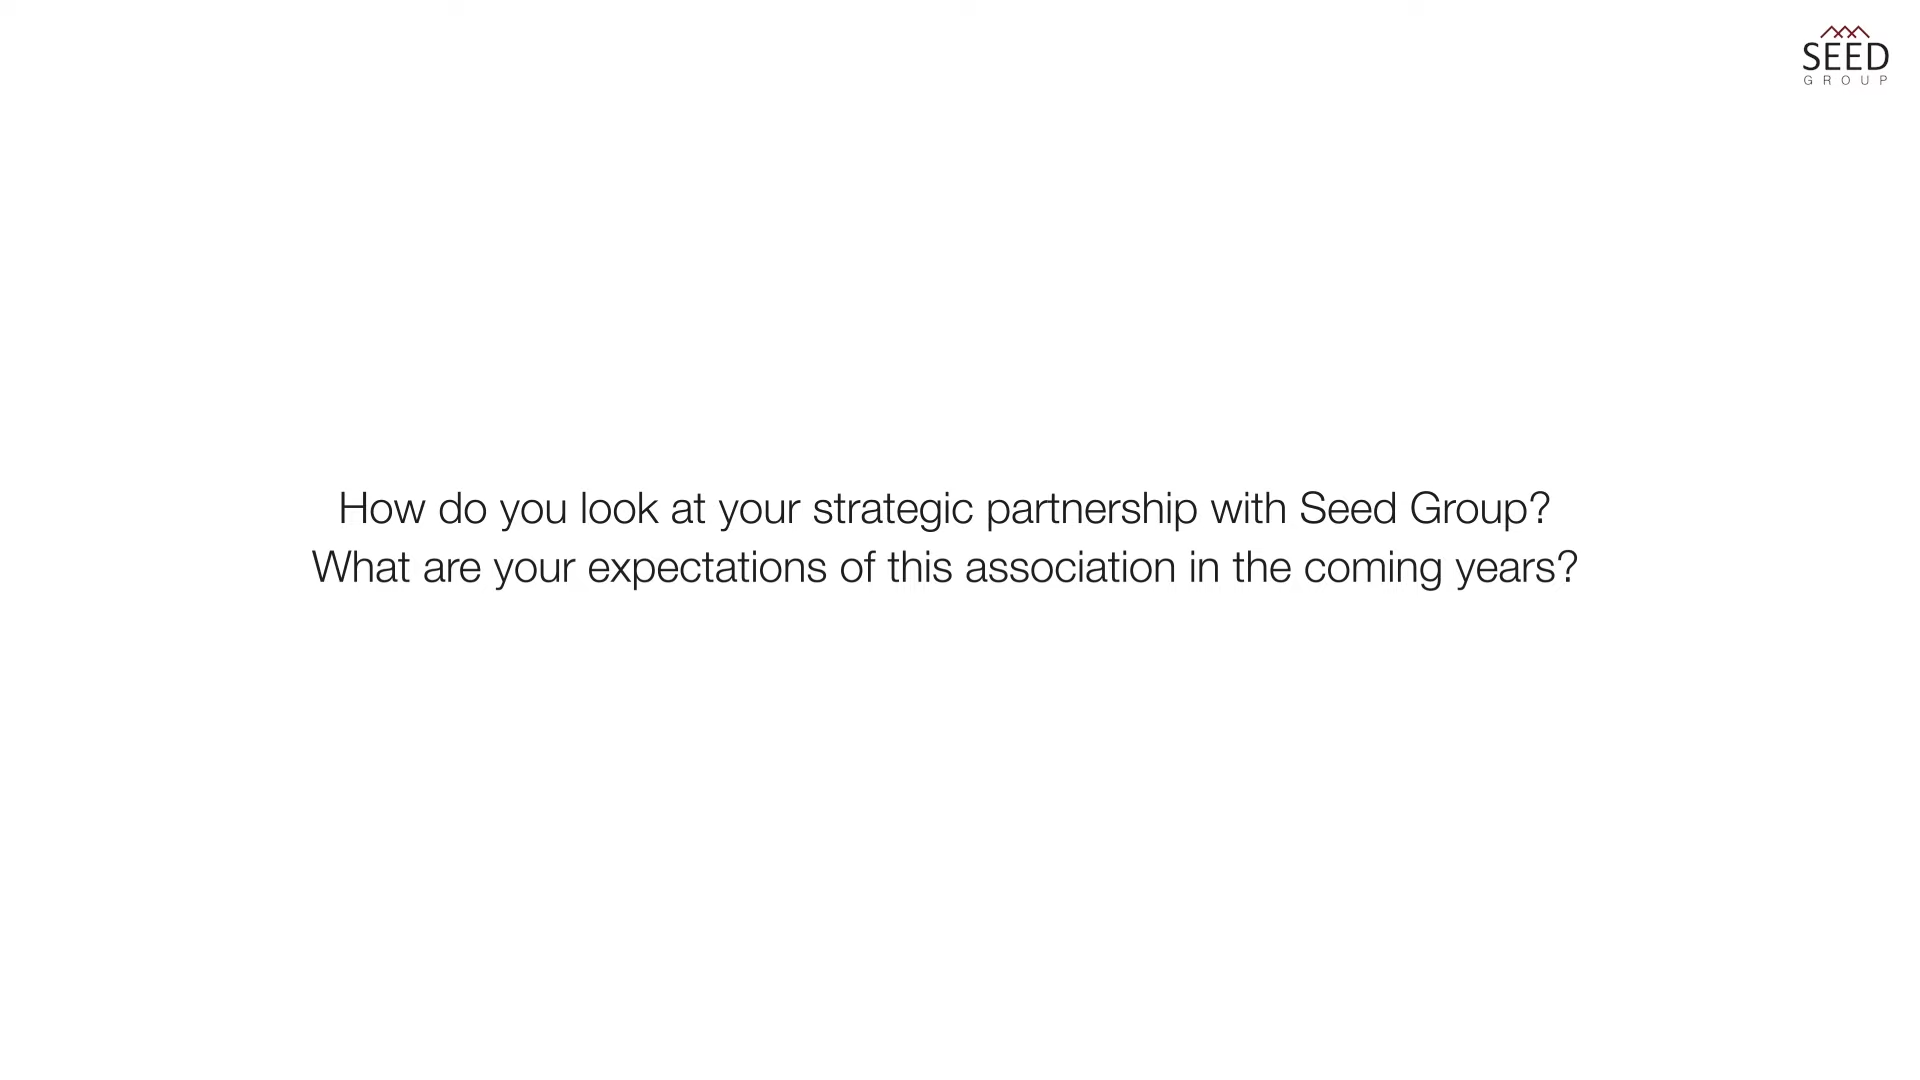 SEED
GROUP
How do you look at your strategic partnership with Seed Group?
What are your expectations of this association in the coming years?